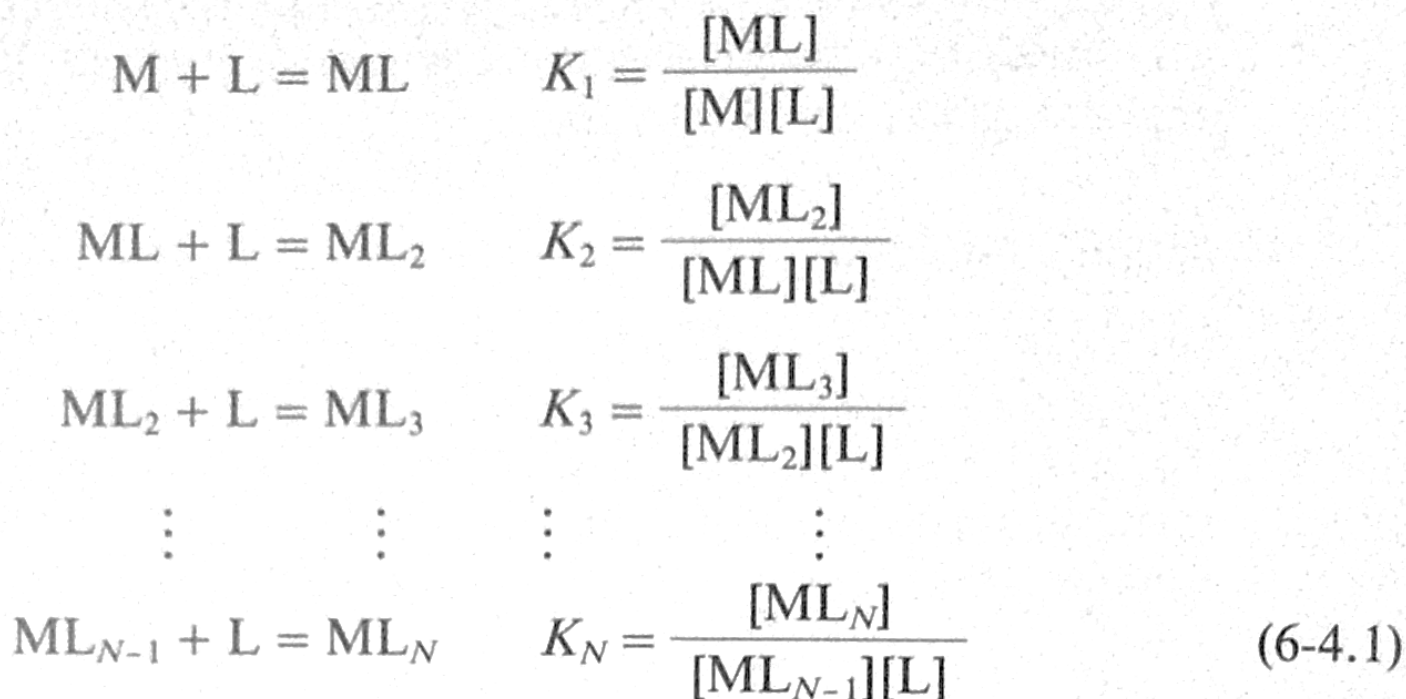 M + L = ML K₁ = [ML] / [M][L]
ML + L = ML₂ K₂ = [ML₂] / [ML][L]
ML₂ + L = ML₃ K₃ = [ML₃] / [ML₂][L]
⋮ ⋮ ⋮ ⋮
ML_{N-1} + L = ML_N K_N = [ML_N] / [ML_{N-1}][L] (6-4.1)